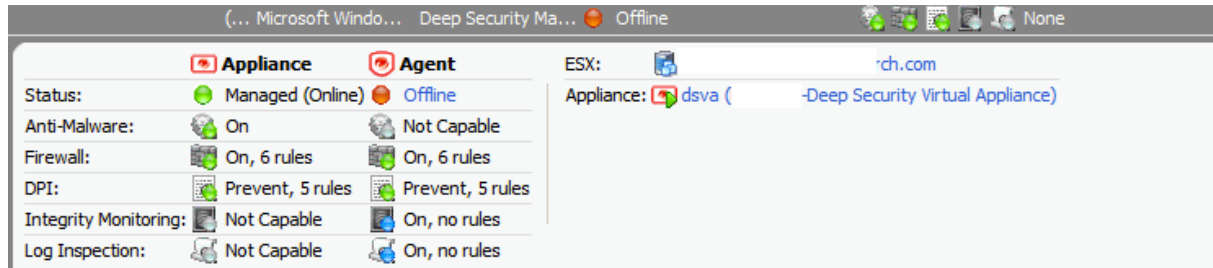 (... Microsoft Windo... Deep Security Ma... Offline None
Appliance Agent ESX: rch.com
Status: Managed (Online) Offline Appliance: dsva ( -Deep Security Virtual Appliance)
Anti-Malware: On Not Capable
Firewall: On, 6 rules On, 6 rules
DPI: Prevent, 5 rules Prevent, 5 rules
Integrity Monitoring: Not Capable On, no rules
Log Inspection: Not Capable On, no rules